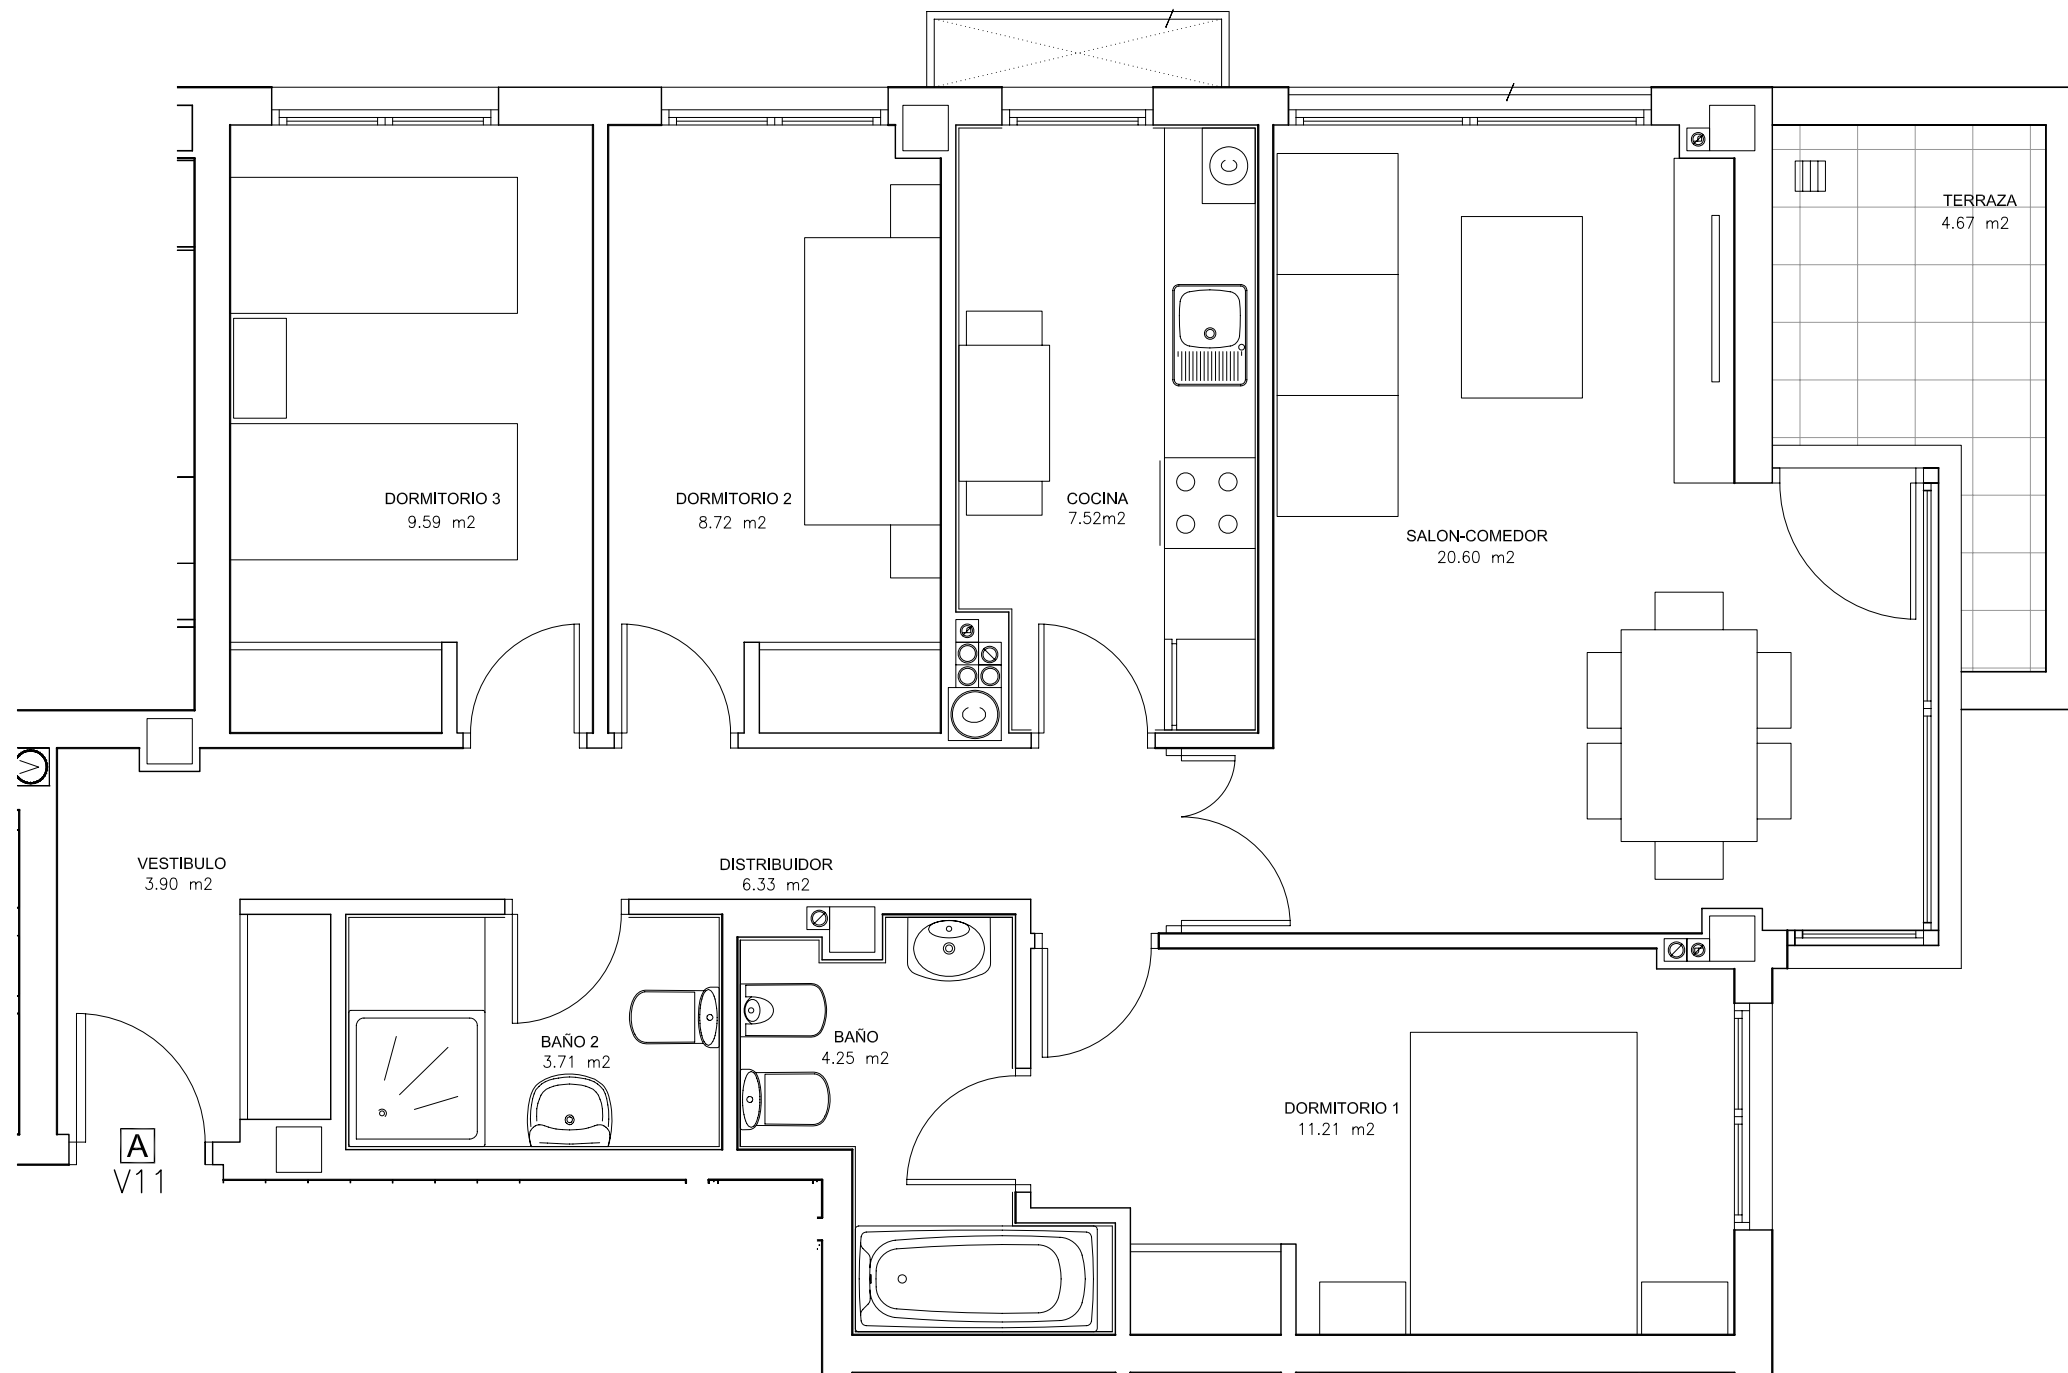 TERRAZA
4.67 m2
DORMITORIO 3
9.59 m2
DORMITORIO 2
8.72 m2
COCINA
7.52m2
SALON-COMEDOR
20.60 m2
C
C
V
VESTIBULO
3.90 m2
DISTRIBUIDOR
6.33 m2
BAÑO 2
3.71 m2
BAÑO
4.25 m2
DORMITORIO 1
11.21 m2
A
V11